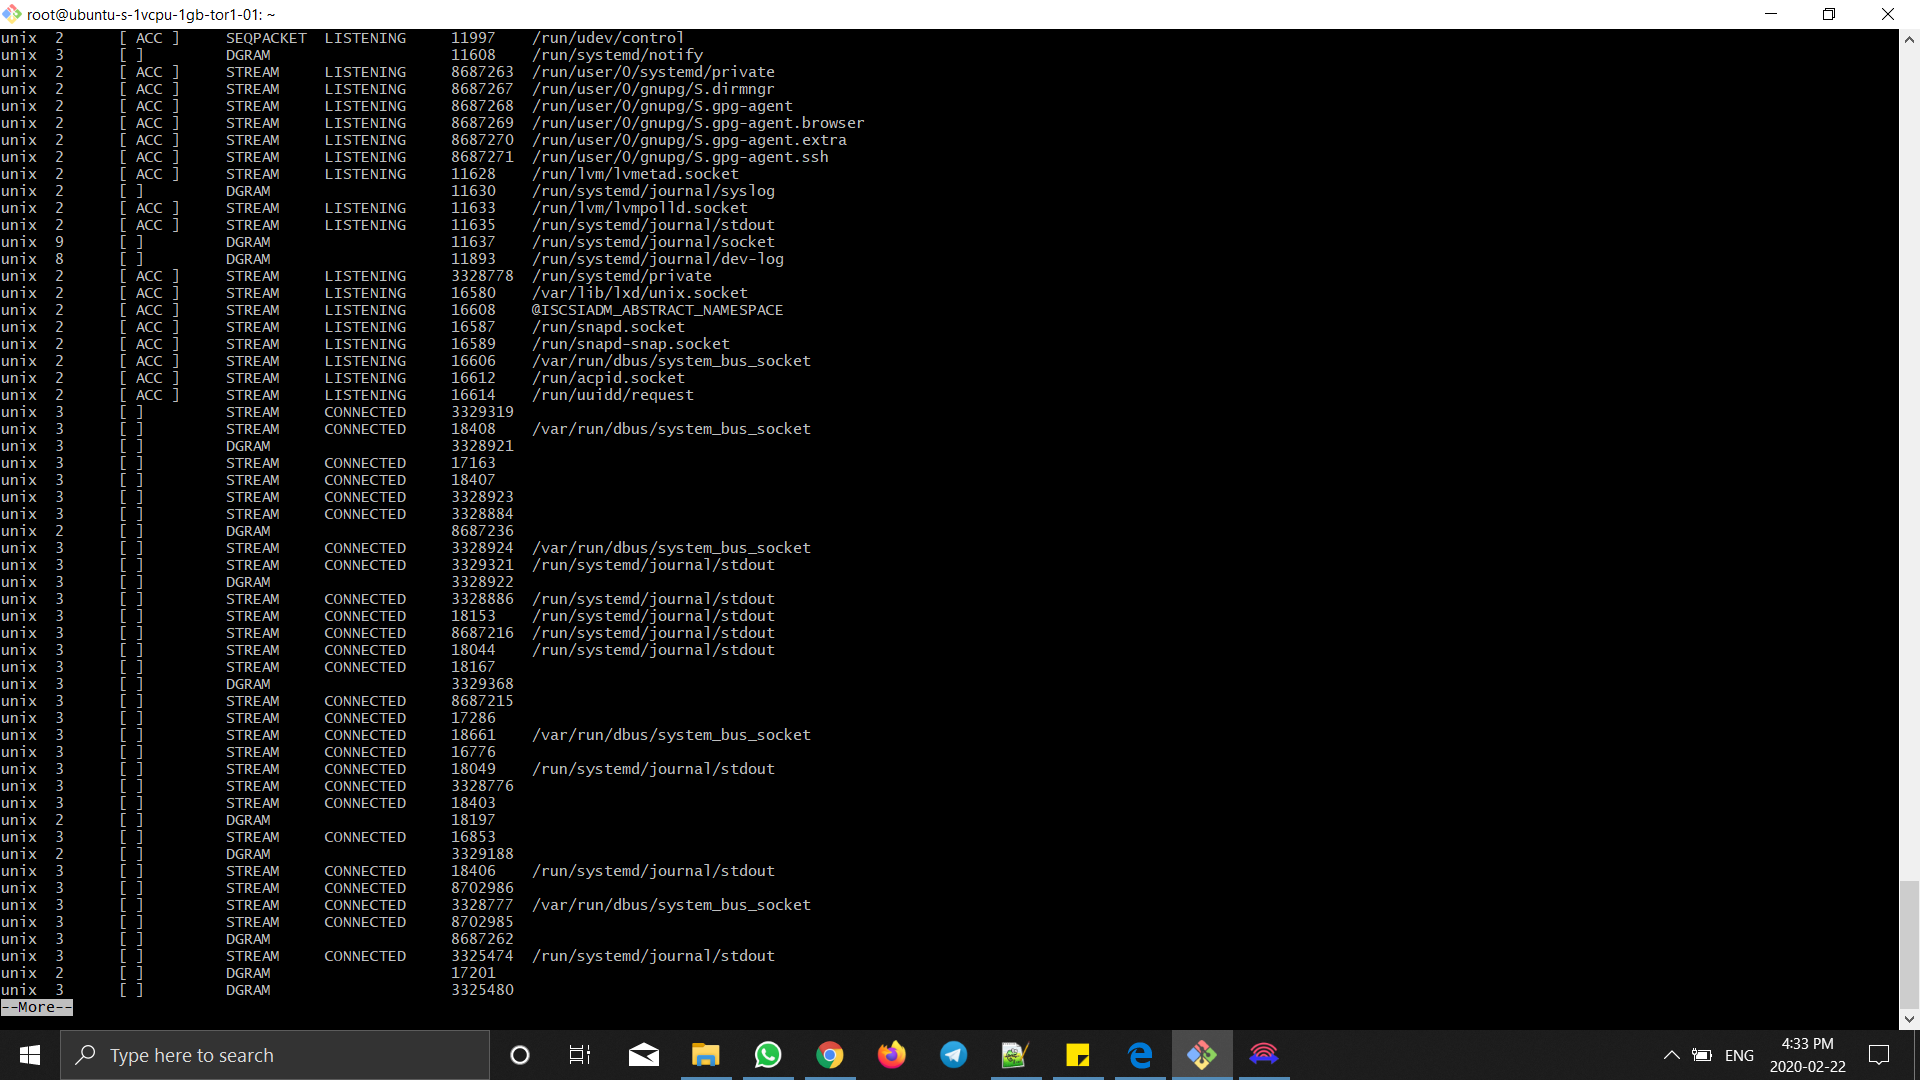 root@ubuntu-s-1vcpu-1gb-tor1-01: ~
unix 2 [ ACC ] SEQPACKET LISTENING 11997 /run/udev/control
unix 3 [ ] DGRAM 11608 /run/systemd/notify
unix 2 [ ACC ] STREAM LISTENING 8687263 /run/user/0/systemd/private
unix 2 [ ACC ] STREAM LISTENING 8687267 /run/user/0/gnupg/S.dirmngr
unix 2 [ ACC ] STREAM LISTENING 8687268 /run/user/0/gnupg/S.gpg-agent
unix 2 [ ACC ] STREAM LISTENING 8687269 /run/user/0/gnupg/S.gpg-agent.browser
unix 2 [ ACC ] STREAM LISTENING 8687270 /run/user/0/gnupg/S.gpg-agent.extra
unix 2 [ ACC ] STREAM LISTENING 8687271 /run/user/0/gnupg/S.gpg-agent.ssh
unix 2 [ ACC ] STREAM LISTENING 11628 /run/lvm/lvmetad.socket
unix 2 [ ] DGRAM 11630 /run/systemd/journal/syslog
unix 2 [ ACC ] STREAM LISTENING 11633 /run/lvm/lvmpolld.socket
unix 2 [ ACC ] STREAM LISTENING 11635 /run/systemd/journal/stdout
unix 9 [ ] DGRAM 11637 /run/systemd/journal/socket
unix 8 [ ] DGRAM 11893 /run/systemd/journal/dev-log
unix 2 [ ACC ] STREAM LISTENING 3328778 /run/systemd/private
unix 2 [ ACC ] STREAM LISTENING 16580 /var/lib/lxd/unix.socket
unix 2 [ ACC ] STREAM LISTENING 16608 @ISCSIADM_ABSTRACT_NAMESPACE
unix 2 [ ACC ] STREAM LISTENING 16587 /run/snapd.socket
unix 2 [ ACC ] STREAM LISTENING 16589 /run/snapd-snap.socket
unix 2 [ ACC ] STREAM LISTENING 16606 /var/run/dbus/system_bus_socket
unix 2 [ ACC ] STREAM LISTENING 16612 /run/acpid.socket
unix 2 [ ACC ] STREAM LISTENING 16614 /run/uuidd/request
unix 3 [ ] STREAM CONNECTED 3329319
unix 3 [ ] STREAM CONNECTED 18408 /var/run/dbus/system_bus_socket
unix 3 [ ] DGRAM 3328921
unix 3 [ ] STREAM CONNECTED 17163
unix 3 [ ] STREAM CONNECTED 18407
unix 3 [ ] STREAM CONNECTED 3328923
unix 3 [ ] STREAM CONNECTED 3328884
unix 2 [ ] DGRAM 8687236
unix 3 [ ] STREAM CONNECTED 3328924 /var/run/dbus/system_bus_socket
unix 3 [ ] STREAM CONNECTED 3329321 /run/systemd/journal/stdout
unix 3 [ ] DGRAM 3328922
unix 3 [ ] STREAM CONNECTED 3328886 /run/systemd/journal/stdout
unix 3 [ ] STREAM CONNECTED 18153 /run/systemd/journal/stdout
unix 3 [ ] STREAM CONNECTED 8687216 /run/systemd/journal/stdout
unix 3 [ ] STREAM CONNECTED 18044 /run/systemd/journal/stdout
unix 3 [ ] STREAM CONNECTED 18167
unix 3 [ ] DGRAM 3329368
unix 3 [ ] STREAM CONNECTED 8687215
unix 3 [ ] STREAM CONNECTED 17286
unix 3 [ ] STREAM CONNECTED 18661 /var/run/dbus/system_bus_socket
unix 3 [ ] STREAM CONNECTED 16776
unix 3 [ ] STREAM CONNECTED 18049 /run/systemd/journal/stdout
unix 3 [ ] STREAM CONNECTED 3328776
unix 3 [ ] STREAM CONNECTED 18403
unix 2 [ ] DGRAM 18197
unix 3 [ ] STREAM CONNECTED 16853
unix 2 [ ] DGRAM 3329188
unix 3 [ ] STREAM CONNECTED 18406 /run/systemd/journal/stdout
unix 3 [ ] STREAM CONNECTED 8702986
unix 3 [ ] STREAM CONNECTED 3328777 /var/run/dbus/system_bus_socket
unix 3 [ ] STREAM CONNECTED 8702985
unix 3 [ ] DGRAM 8687262
unix 3 [ ] STREAM CONNECTED 3325474 /run/systemd/journal/stdout
unix 2 [ ] DGRAM 17201
unix 3 [ ] DGRAM 3325480
--More--
Type here to search
ENG
4:33 PM
2020-02-22